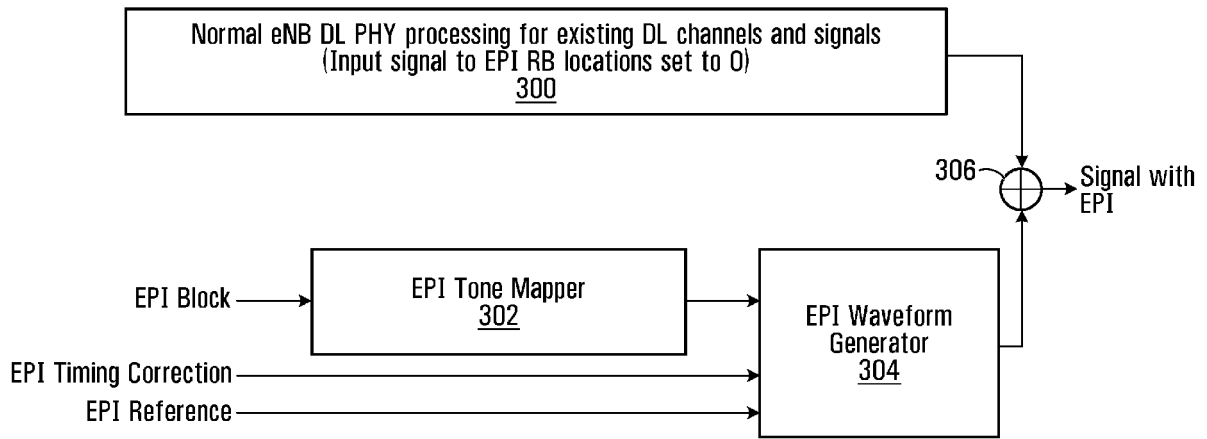 Normal eNB DL PHY processing for existing DL channels and signals
(Input signal to EPI RB locations set to 0)
300
306
Signal with
EPI
EPI Block
EPI Tone Mapper
302
EPI Waveform
Generator
304
EPI Timing Correction
EPI Reference